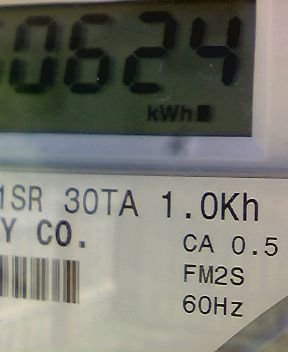 0624
kWh
1SR 30TA 1.0Kh
Y CO.
CA 0.5
FM2S
60Hz